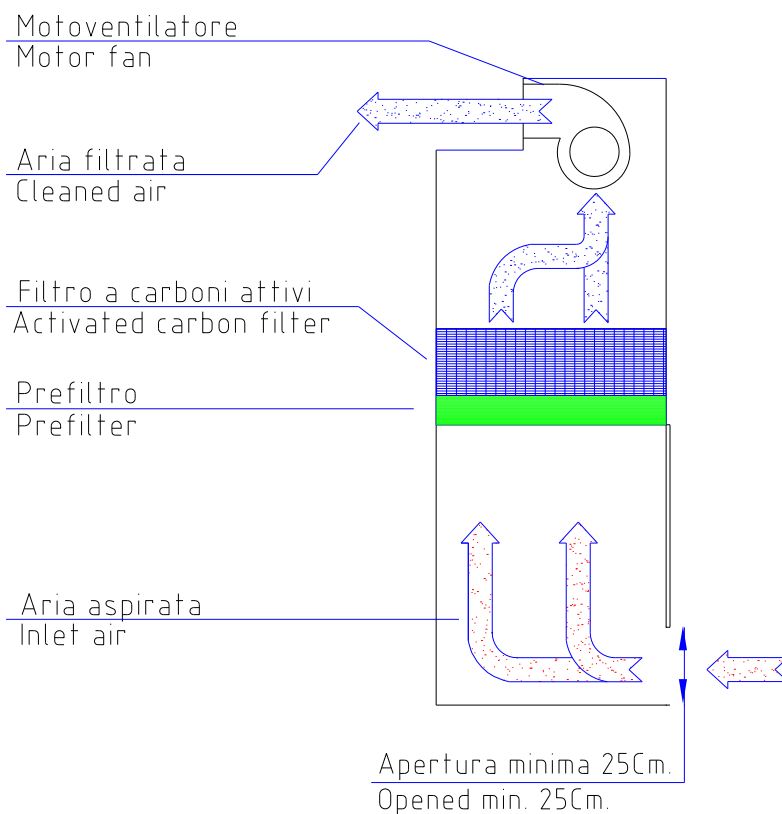 Motoventilatore
Motor fan
Aria filtrata
Cleaned air
Filtro a carboni attivi
Activated carbon filter
Prefiltro
Prefilter
Aria aspirata
Inlet air
Apertura minima 25Cm.
Opened min. 25Cm.